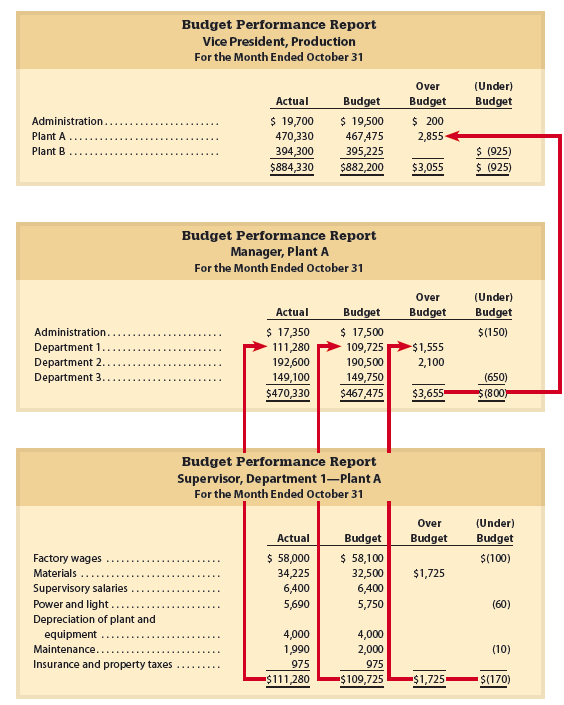 Budget Performance Report
Vice President, Production
For the Month Ended October 31
Over (Under)
Actual Budget Budget Budget
Administration........................ $ 19,700 $ 19,500 $ 200
Plant A ............................... 470,330 467,475 2,855
Plant B ............................... 394,300 395,225 $ (925)
$884,330 $882,200 $3,055 $ (925)
Budget Performance Report
Manager, Plant A
For the Month Ended October 31
Over (Under)
Actual Budget Budget Budget
Administration........................ $ 17,350 $ 17,500 $(150)
Department 1......................... 111,280 109,725 $1,555
Department 2......................... 192,600 190,500 2,100
Department 3......................... 149,100 149,750 (650)
$470,330 $467,475 $3,655 $(800)
Budget Performance Report
Supervisor, Department 1—Plant A
For the Month Ended October 31
Over (Under)
Actual Budget Budget Budget
Factory wages ........................ $ 58,000 $ 58,100 $(100)
Materials ............................. 34,225 32,500 $1,725
Supervisory salaries ................... 6,400 6,400
Power and light ....................... 5,690 5,750 (60)
Depreciation of plant and
equipment ......................... 4,000 4,000
Maintenance.......................... 1,990 2,000 (10)
Insurance and property taxes ......... 975 975
$111,280 $109,725 $1,725 $(170)